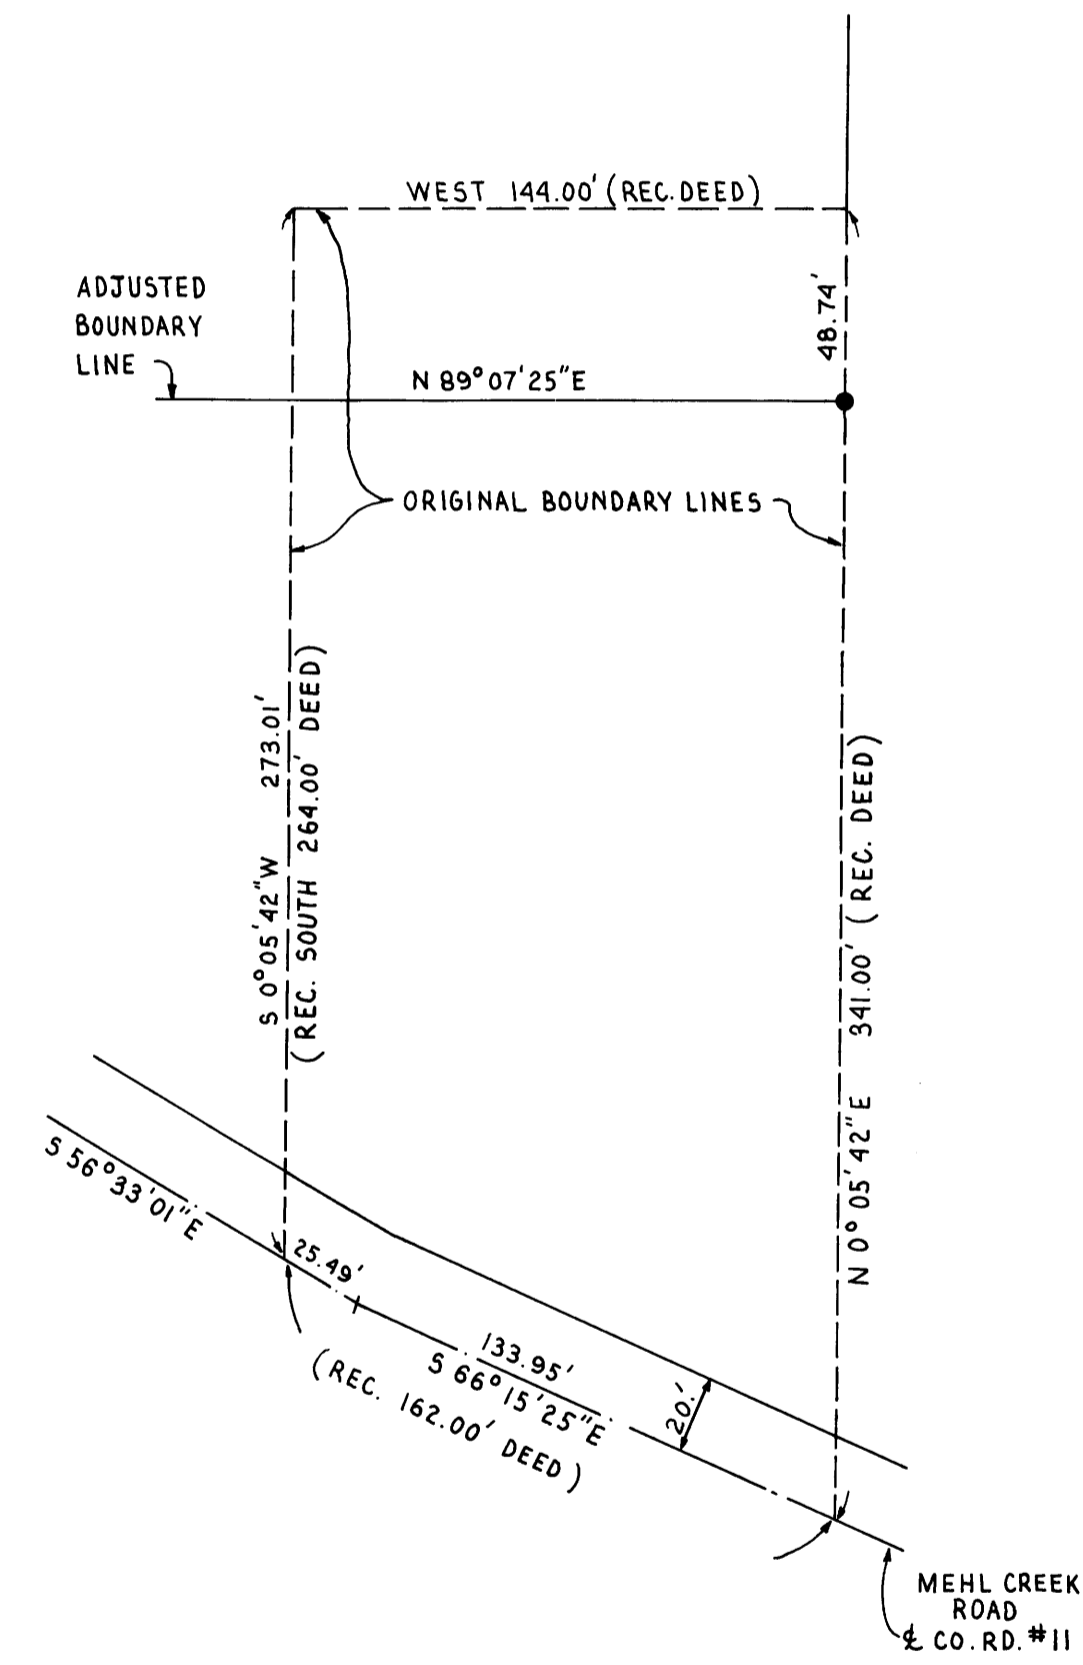 WEST 144.00' (REC. DEED)
ADJUSTED
BOUNDARY
LINE
48.74'
N 89° 07' 25" E
ORIGINAL BOUNDARY LINES
S 0° 05' 42" W 273.01'
(REC. SOUTH 264.00' DEED)
N 0° 05' 42" E 341.00' (REC. DEED)
S 56° 33' 01" E
25.49'
133.95'
S 66° 15' 25" E
(REC. 162.00' DEED)
20.'
MEHL CREEK
ROAD
℄ CO. RD. #11